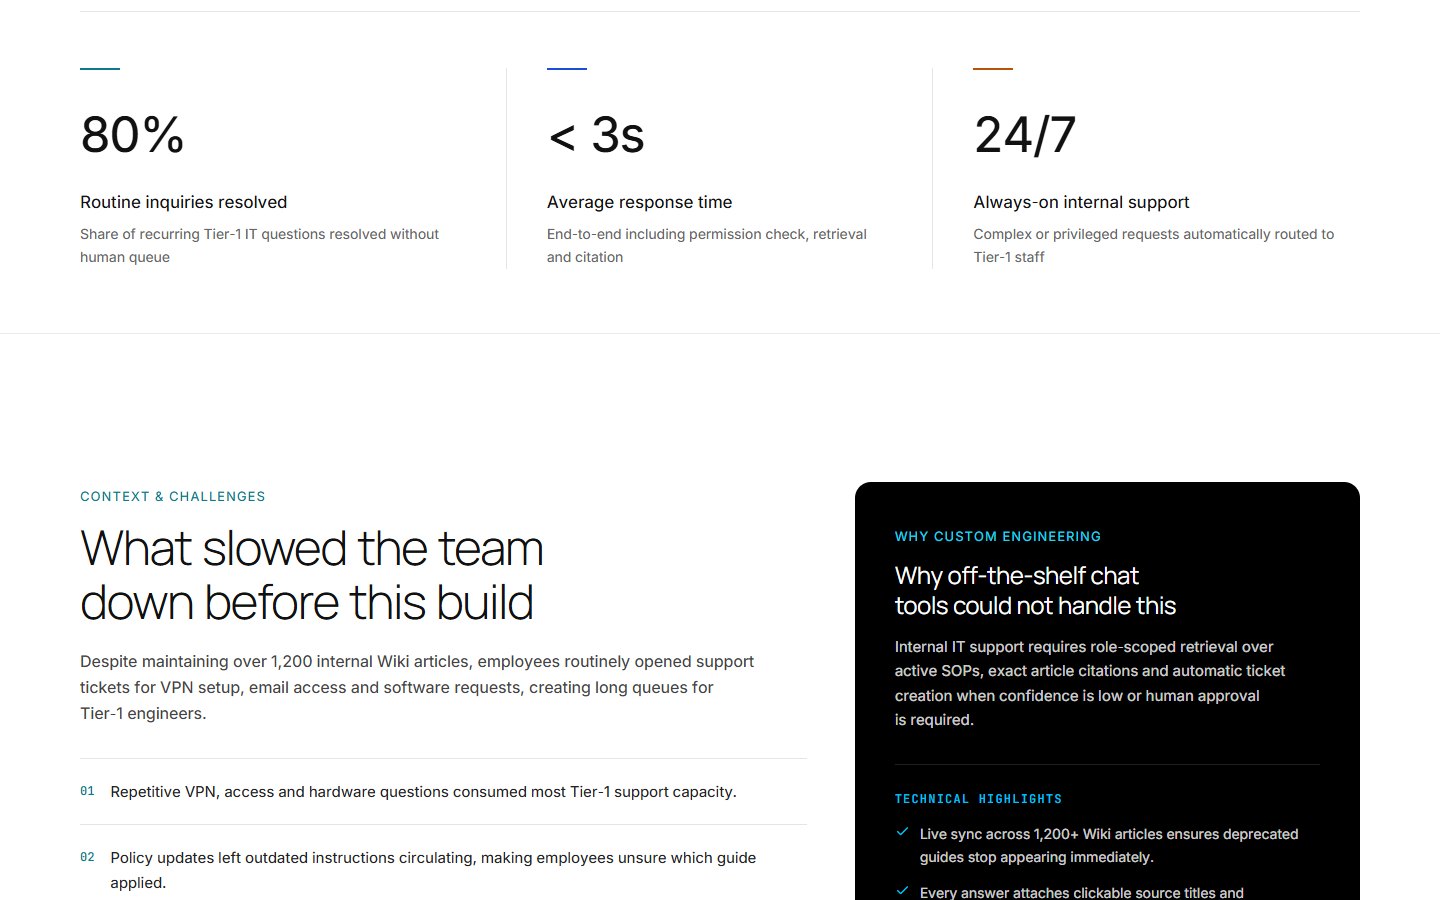 80%
Routine inquiries resolved
Share of recurring Tier-1 IT questions resolved without
human queue
< 3s
Average response time
End-to-end including permission check, retrieval
and citation
24/7
Always-on internal support
Complex or privileged requests automatically routed to
Tier-1 staff
CONTEXT & CHALLENGES
What slowed the team
down before this build
Despite maintaining over 1,200 internal Wiki articles, employees routinely opened support
tickets for VPN setup, email access and software requests, creating long queues for
Tier-1 engineers.
01 Repetitive VPN, access and hardware questions consumed most Tier-1 support capacity.
02 Policy updates left outdated instructions circulating, making employees unsure which guide
applied.
WHY CUSTOM ENGINEERING
Why off-the-shelf chat
tools could not handle this
Internal IT support requires role-scoped retrieval over
active SOPs, exact article citations and automatic ticket
creation when confidence is low or human approval
is required.
TECHNICAL HIGHLIGHTS
Live sync across 1,200+ Wiki articles ensures deprecated
guides stop appearing immediately.
Every answer attaches clickable source titles and